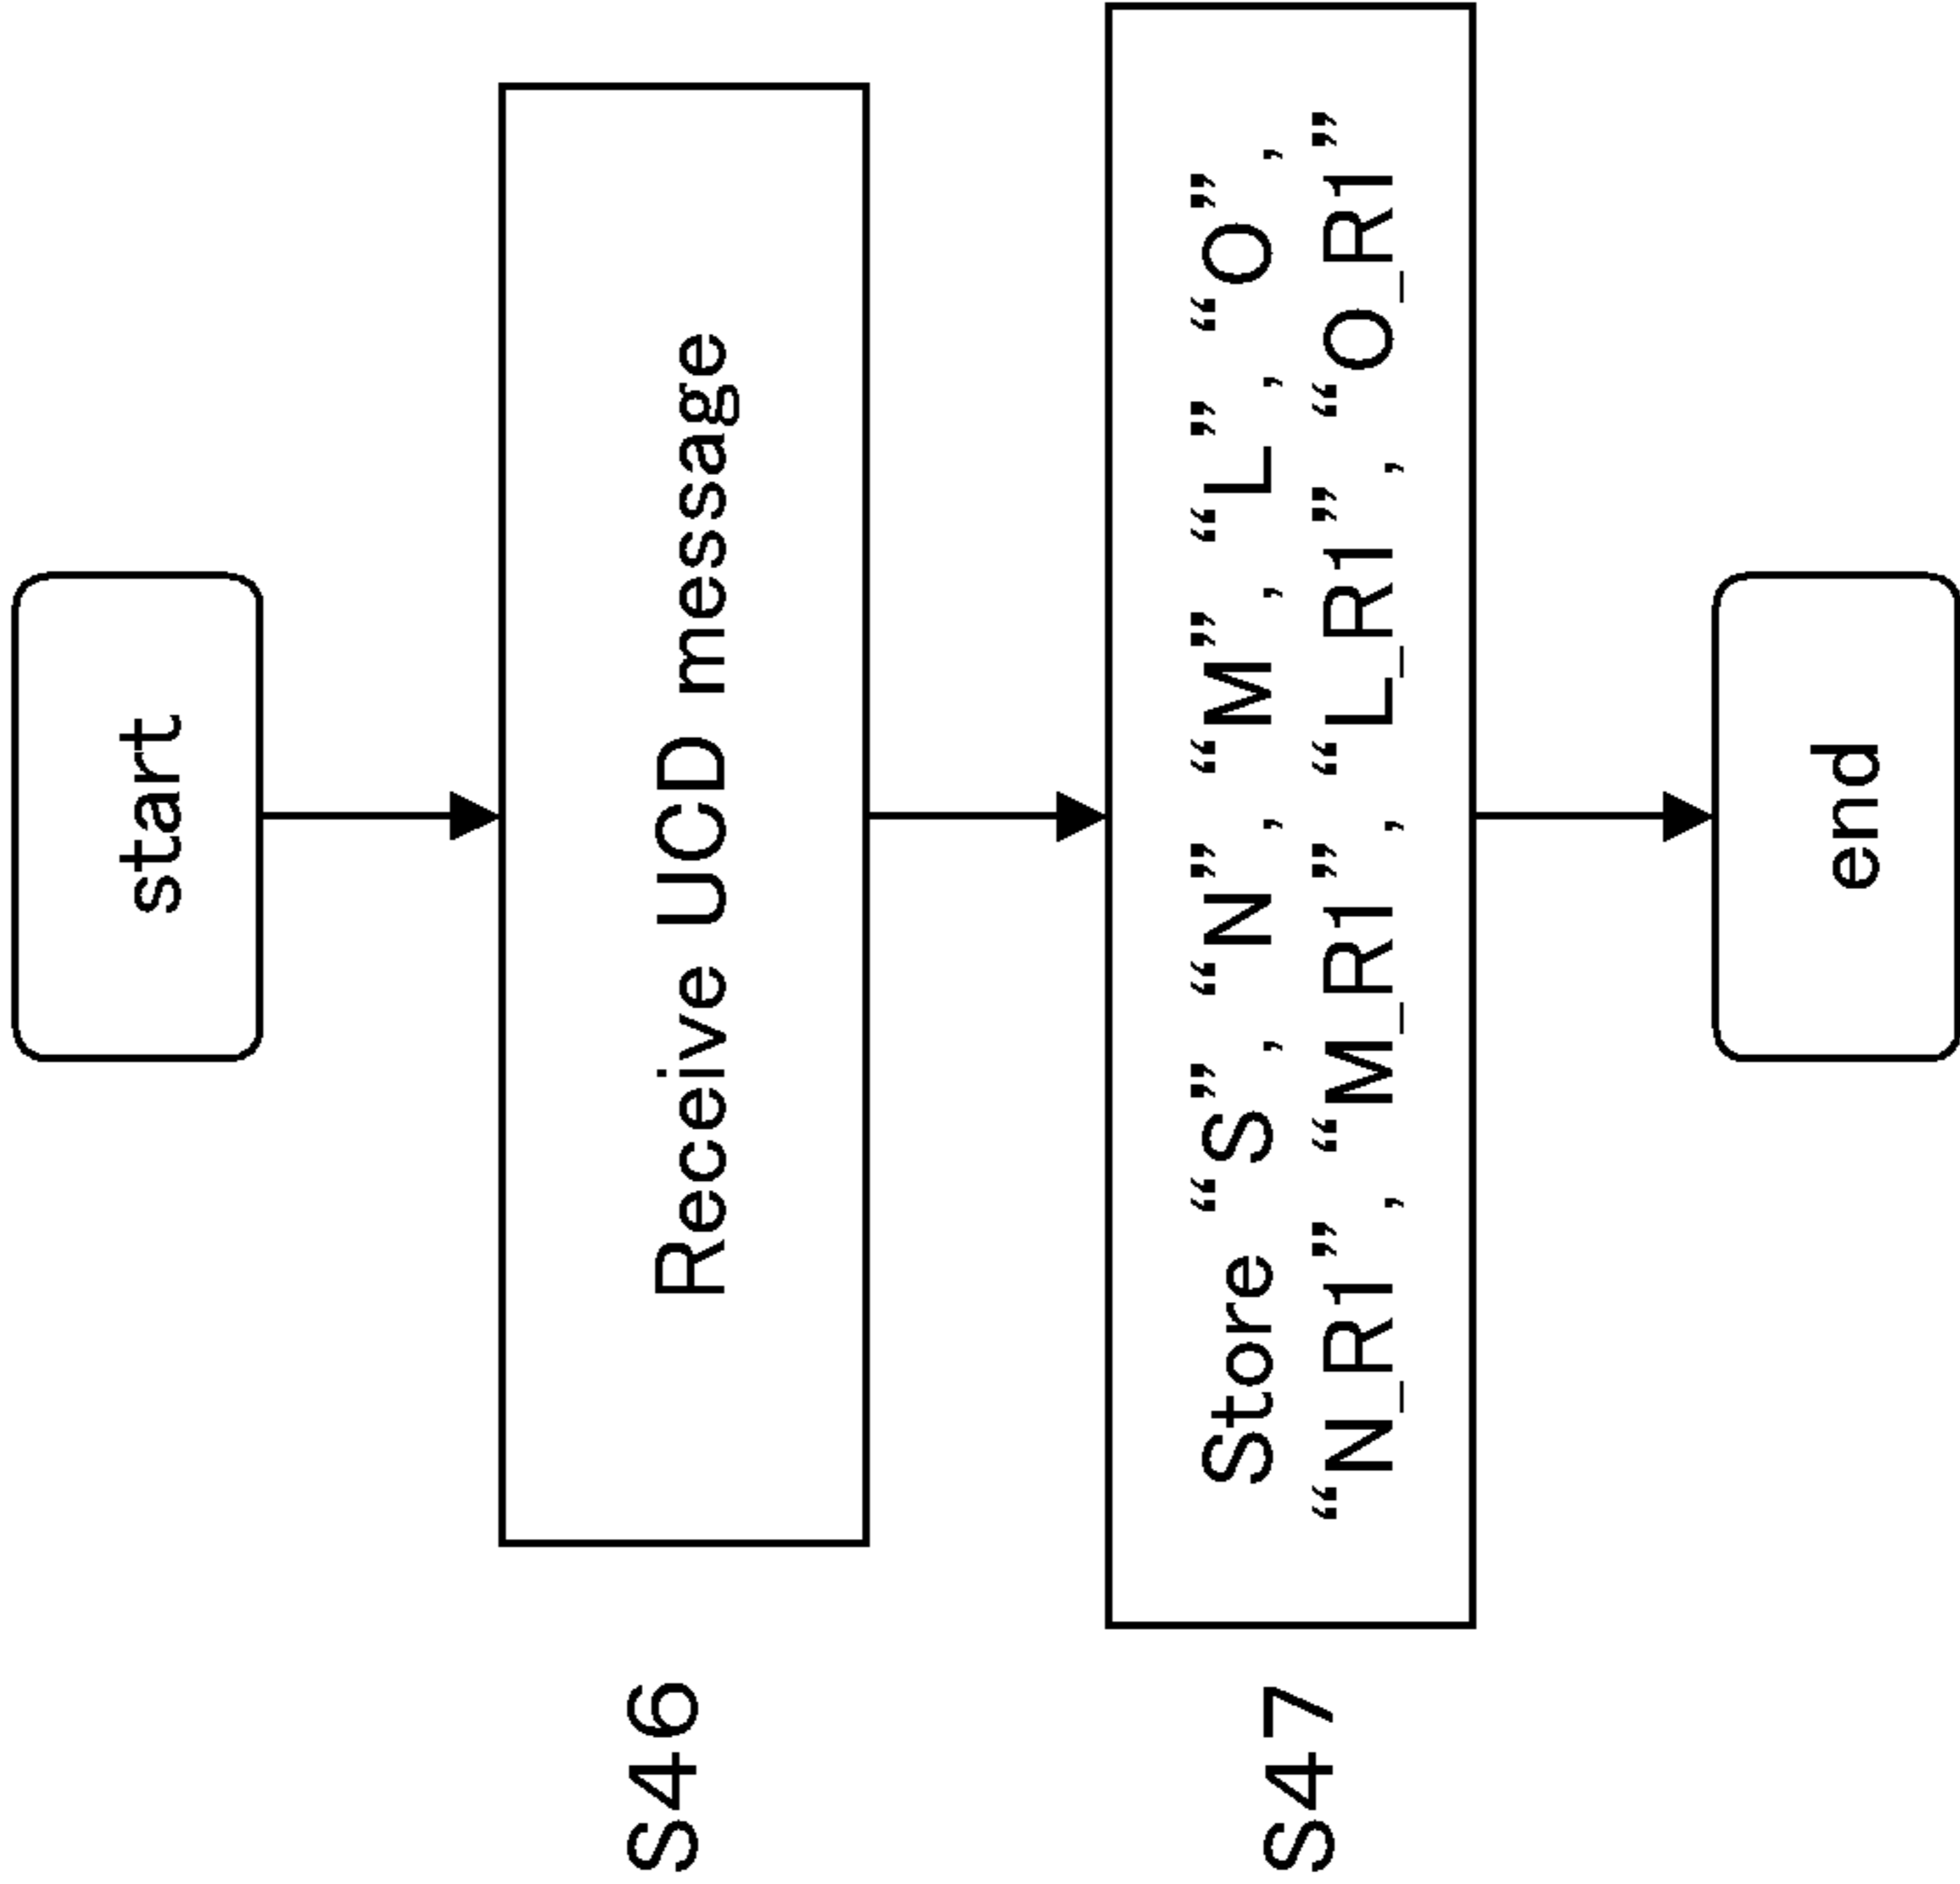 start
S46
Receive UCD message
S47
Store “S”, “N”, “M”, “L”, “O”,
“N_R1”, “M_R1”, “L_R1”, “O_R1”
end